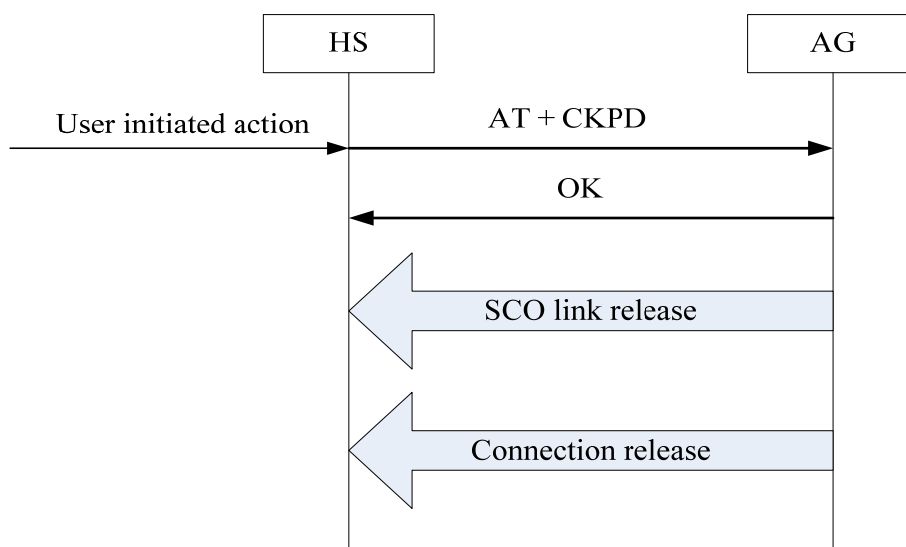 HS
AG
User initiated action
AT + CKPD
OK
SCO link release
Connection release